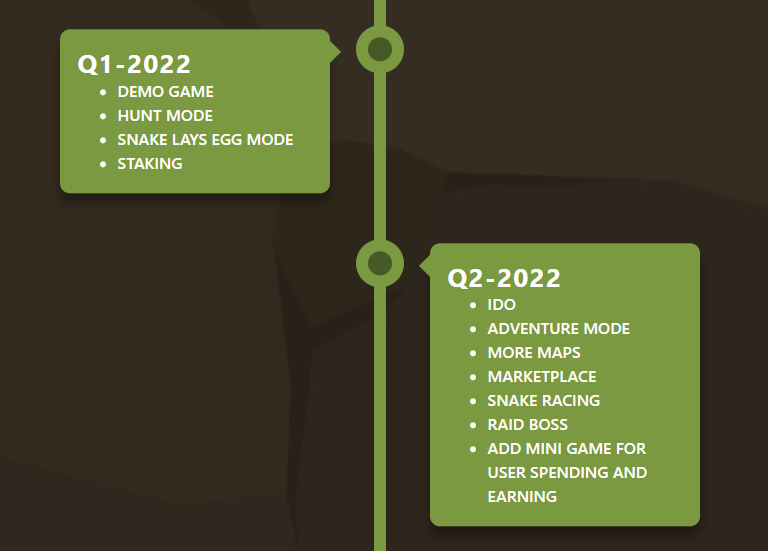 Q1-2022
DEMO GAME
HUNT MODE
SNAKE LAYS EGG MODE
STAKING
Q2-2022
IDO
ADVENTURE MODE
MORE MAPS
MARKETPLACE
SNAKE RACING
RAID BOSS
ADD MINI GAME FOR
USER SPENDING AND
EARNING